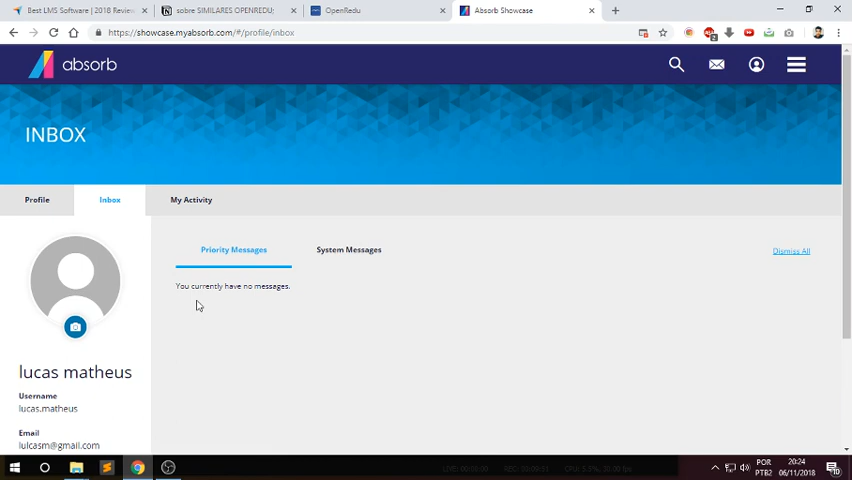 Best LMS Software | 2018 Review
sobre SIMILARES OPENREDU;
OpenRedu
Absorb Showcase
https://showcase.myabsorb.com/#/profile/inbox
absorb
INBOX
Profile
Inbox
My Activity
Priority Messages
System Messages
Dismiss All
You currently have no messages.
lucas matheus
Username
lucas.matheus
Email
lulcasm@gmail.com
POR
PTB2
20:24
06/11/2018